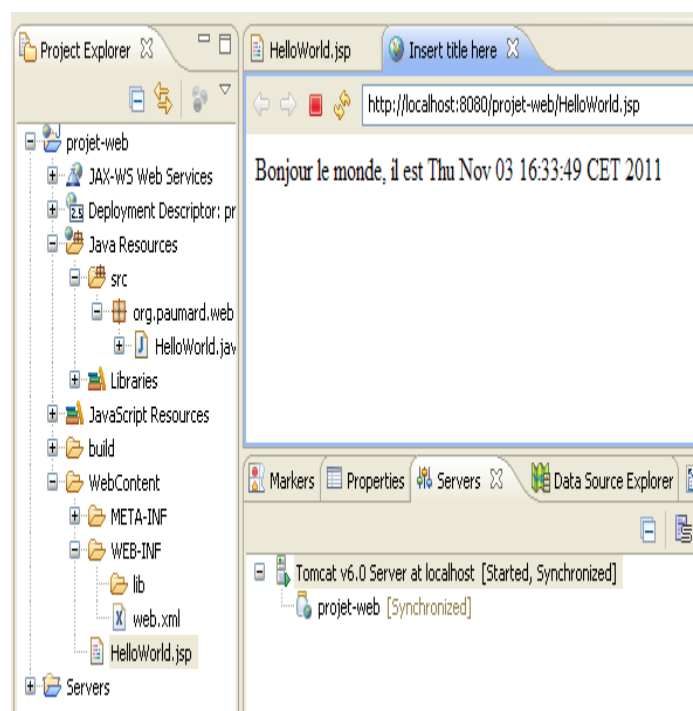 Project Explorer
projet-web
JAX-WS Web Services
Deployment Descriptor: pr
2.5
Java Resources
src
org.paumard.web
HelloWorld.jav
Libraries
JavaScript Resources
build
WebContent
META-INF
WEB-INF
lib
web.xml
HelloWorld.jsp
Servers
HelloWorld.jsp Insert title here
http://localhost:8080/projet-web/HelloWorld.jsp
Bonjour le monde, il est Thu Nov 03 16:33:49 CET 2011
Markers Properties Servers Data Source Explorer
Tomcat v6.0 Server at localhost [Started, Synchronized]
projet-web [Synchronized]